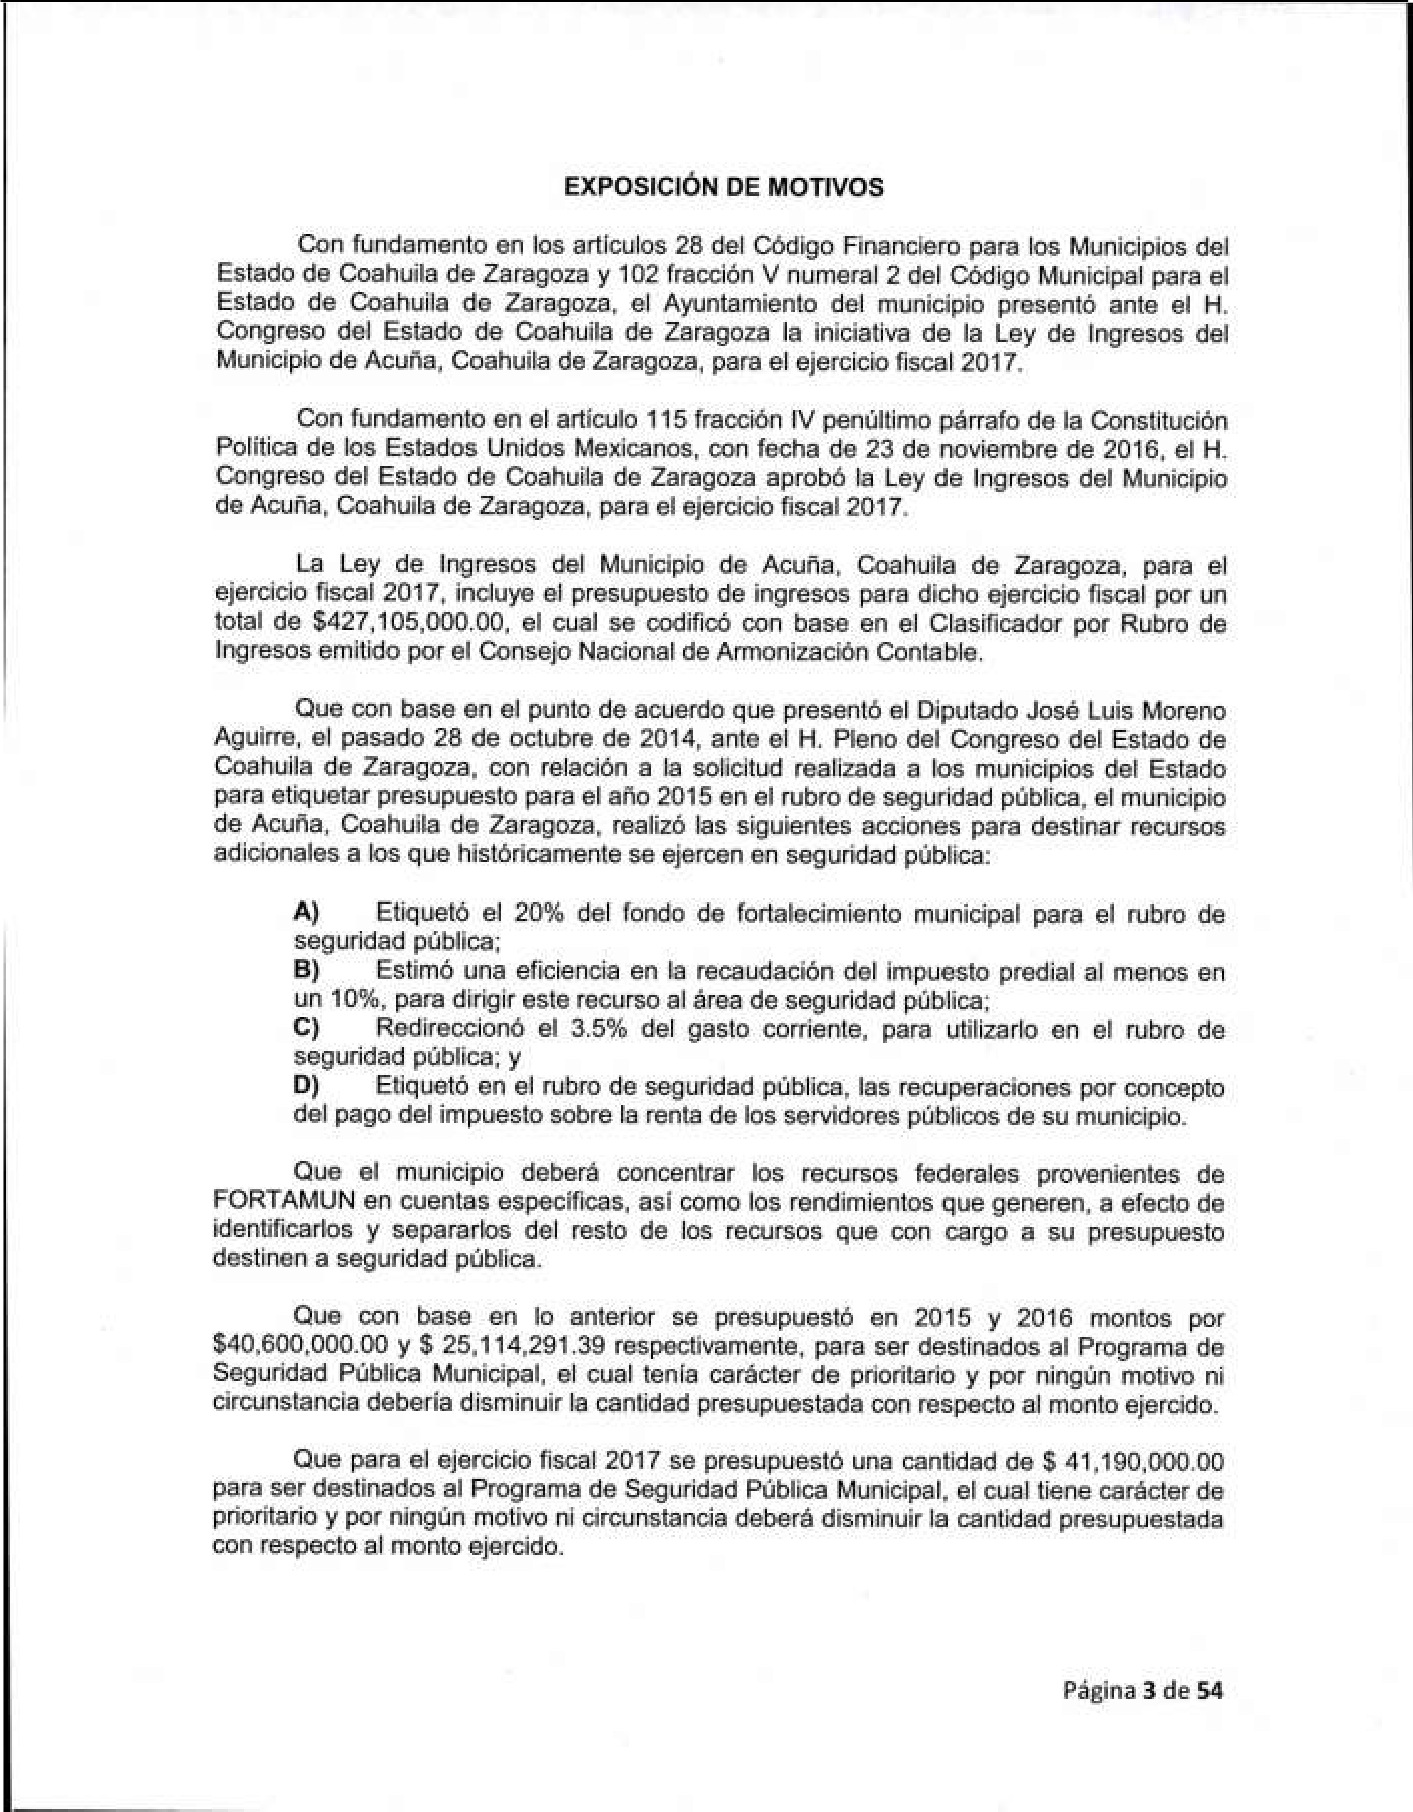 EXPOSICIÓN DE MOTIVOS
Con fundamento en los artículos 28 del Código Financiero para los Municipios del
Estado de Coahuila de Zaragoza y 102 fracción V numeral 2 del Código Municipal para el
Estado de Coahuila de Zaragoza, el Ayuntamiento del municipio presentó ante el H.
Congreso del Estado de Coahuila de Zaragoza la iniciativa de la Ley de Ingresos del
Municipio de Acuña, Coahuila de Zaragoza, para el ejercicio fiscal 2017.
Con fundamento en el artículo 115 fracción IV penúltimo párrafo de la Constitución
Política de los Estados Unidos Mexicanos, con fecha de 23 de noviembre de 2016, el H.
Congreso del Estado de Coahuila de Zaragoza aprobó la Ley de Ingresos del Municipio
de Acuña, Coahuila de Zaragoza, para el ejercicio fiscal 2017.
La Ley de Ingresos del Municipio de Acuña, Coahuila de Zaragoza, para el
ejercicio fiscal 2017, incluye el presupuesto de ingresos para dicho ejercicio fiscal por un
total de $427,105,000.00, el cual se codificó con base en el Clasificador por Rubro de
Ingresos emitido por el Consejo Nacional de Armonización Contable.
Que con base en el punto de acuerdo que presentó el Diputado José Luis Moreno
Aguirre, el pasado 28 de octubre de 2014, ante el H. Pleno del Congreso del Estado de
Coahuila de Zaragoza, con relación a la solicitud realizada a los municipios del Estado
para etiquetar presupuesto para el año 2015 en el rubro de seguridad pública, el municipio
de Acuña, Coahuila de Zaragoza, realizó las siguientes acciones para destinar recursos
adicionales a los que históricamente se ejercen en seguridad pública:
A) Etiquetó el 20% del fondo de fortalecimiento municipal para el rubro de
seguridad pública;
B) Estimó una eficiencia en la recaudación del impuesto predial al menos en
un 10%, para dirigir este recurso al área de seguridad pública;
C) Redireccionó el 3.5% del gasto corriente, para utilizarlo en el rubro de
seguridad pública; y
D) Etiquetó en el rubro de seguridad pública, las recuperaciones por concepto
del pago del impuesto sobre la renta de los servidores públicos de su municipio.
Que el municipio deberá concentrar los recursos federales provenientes de
FORTAMUN en cuentas específicas, así como los rendimientos que generen, a efecto de
identificarlos y separarlos del resto de los recursos que con cargo a su presupuesto
destinen a seguridad pública.
Que con base en lo anterior se presupuestó en 2015 y 2016 montos por
$40,600,000.00 y $ 25,114,291.39 respectivamente, para ser destinados al Programa de
Seguridad Pública Municipal, el cual tenía carácter de prioritario y por ningún motivo ni
circunstancia debería disminuir la cantidad presupuestada con respecto al monto ejercido.
Que para el ejercicio fiscal 2017 se presupuestó una cantidad de $ 41,190,000.00
para ser destinados al Programa de Seguridad Pública Municipal, el cual tiene carácter de
prioritario y por ningún motivo ni circunstancia deberá disminuir la cantidad presupuestada
con respecto al monto ejercido.
Página 3 de 54